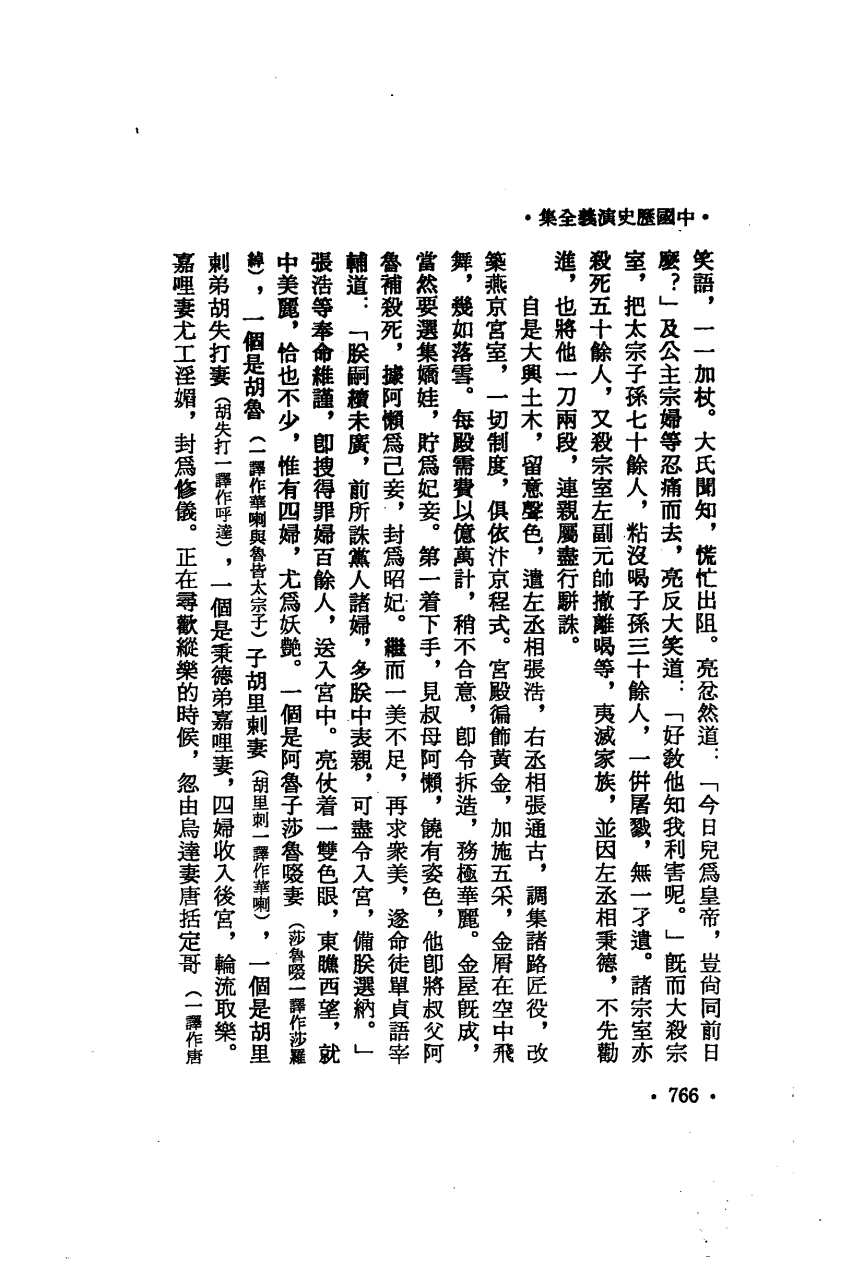 •中國歷史演義全集•
笑語，一一加杖。大氏聞知，慌忙出阻。亮忿然道：「今日兒爲皇帝，豈尙同前日
麼？」及公主宗婦等忍痛而去，亮反大笑道：「好敎他知我利害呢。」旣而大殺宗
室，把太宗子孫七十餘人，粘沒喝子孫三十餘人，一併屠戮，無一孑遺。諸宗室亦
殺死五十餘人，又殺宗室左副元帥撒離喝等，夷滅家族，並因左丞相秉德，不先勸
進，也將他一刀兩段，連親屬盡行駢誅。
自是大興土木，留意聲色，遣左丞相張浩，右丞相張通古，調集諸路匠役，改
築燕京宮室，一切制度，俱依汴京程式。宮殿徧飾黃金，加施五采，金屑在空中飛
舞，幾如落雪。每殿需費以億萬計，稍不合意，卽令拆造，務極華麗。金屋旣成，
當然要選集嬌娃，貯爲妃妾。第一着下手，見叔母阿懶，饒有姿色，他卽將叔父阿
魯補殺死，據阿懶爲己妾，封爲昭妃。繼而一美不足，再求衆美，遂命徒單貞語宰
輔道：「朕嗣續未廣，前所誅黨人諸婦，多朕中表親，可盡令入宮，備朕選納。」
張浩等奉命維謹，卽搜得罪婦百餘人，送入宮中。亮仗着一雙色眼，東瞧西望，就
中美麗，恰也不少，惟有四婦，尤爲妖艷。一個是阿魯子莎魯啜妻（莎魯啜一譯作莎羅
綽），一個是胡魯（一譯作華喇與魯皆太宗子）子胡里剌妻（胡里剌一譯作華喇），一個是胡里
剌弟胡失打妻（胡失打一譯作呼達），一個是秉德弟嘉哩妻，四婦收入後宮，輪流取樂。
嘉哩妻尤工淫媚，封爲修儀。正在尋歡縱樂的時候，忽由烏達妻唐括定哥（一譯作唐
•766•